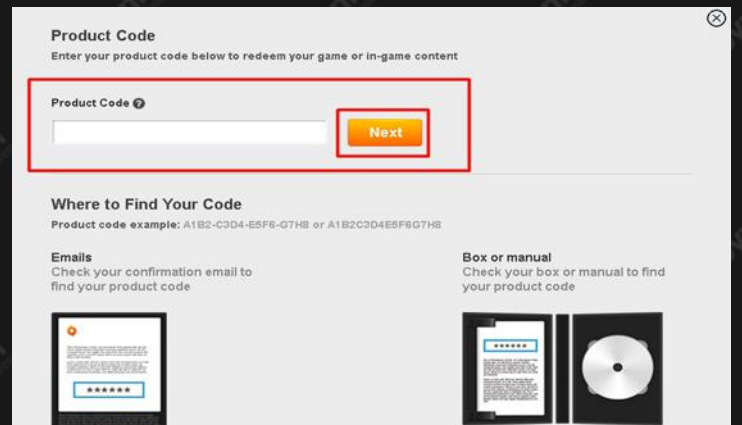 Product Code
Enter your product code below to redeem your game or in-game content
Product Code
Next
Where to Find Your Code
Product code example: A1B2-C3D4-E5F6-G7H8 or A1B2C3D4E5F6G7H8
Emails
Check your confirmation email to
find your product code
Box or manual
Check your box or manual to find
your product code